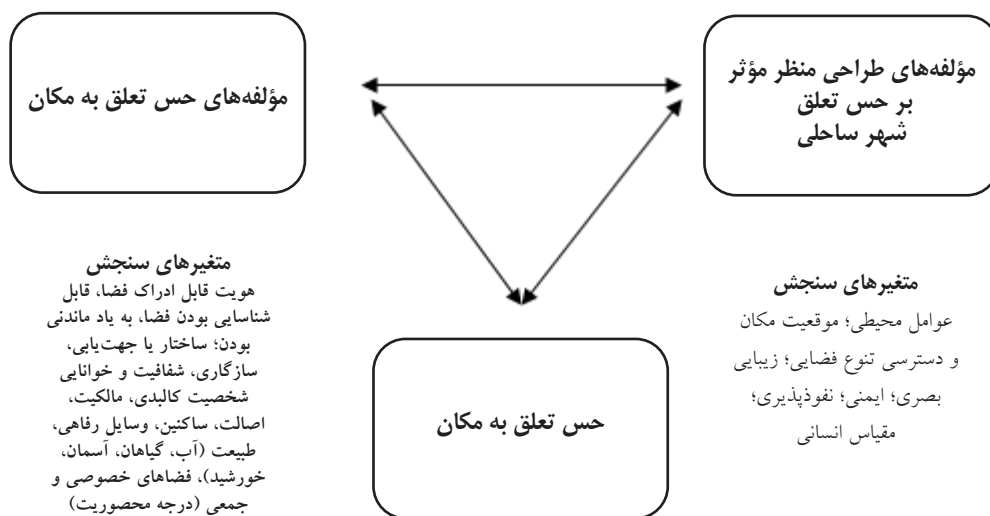 مؤلفه‌های طراحی منظر مؤثر
بر حس تعلق
شهر ساحلی
مؤلفه‌های حس تعلق به مکان
متغیرهای سنجش
عوامل محیطی؛ موقعیت مکان
و دسترسی تنوع فضایی؛ زیبایی
بصری؛ ایمنی؛ نفوذپذیری؛
مقیاس انسانی
متغیرهای سنجش
هویت قابل ادراک فضا، قابل
شناسایی بودن فضا، به یاد ماندنی
بودن؛ ساختار یا جهت‌یابی،
سازگاری، شفافیت و خوانایی
شخصیت کالبدی، مالکیت،
اصالت، ساکنین، وسایل رفاهی،
طبیعت (آب، گیاهان، آسمان،
خورشید)، فضاهای خصوصی و
جمعی (درجه محصوریت)
حس تعلق به مکان